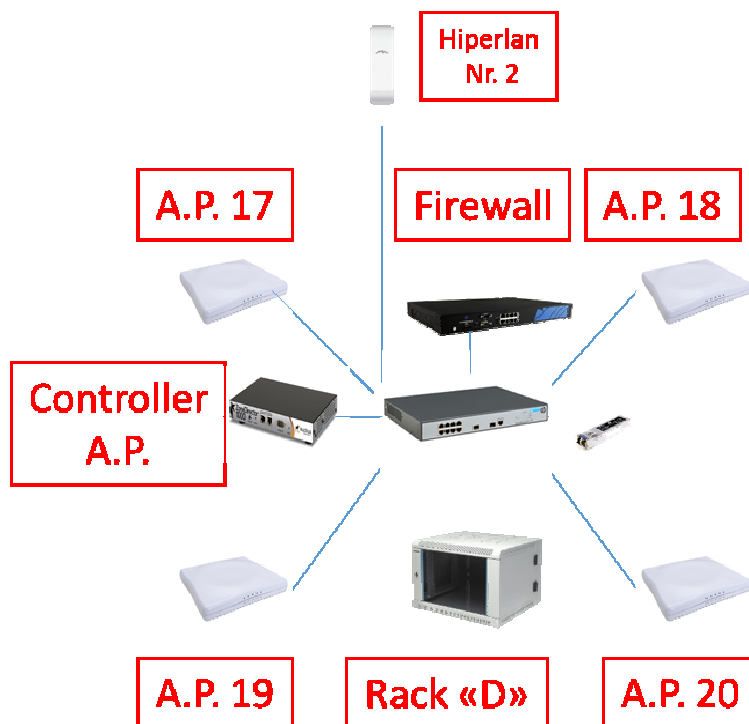 Hiperlan
Nr. 2
A.P. 17
Firewall
A.P. 18
Controller
A.P.
A.P. 19
Rack «D»
A.P. 20